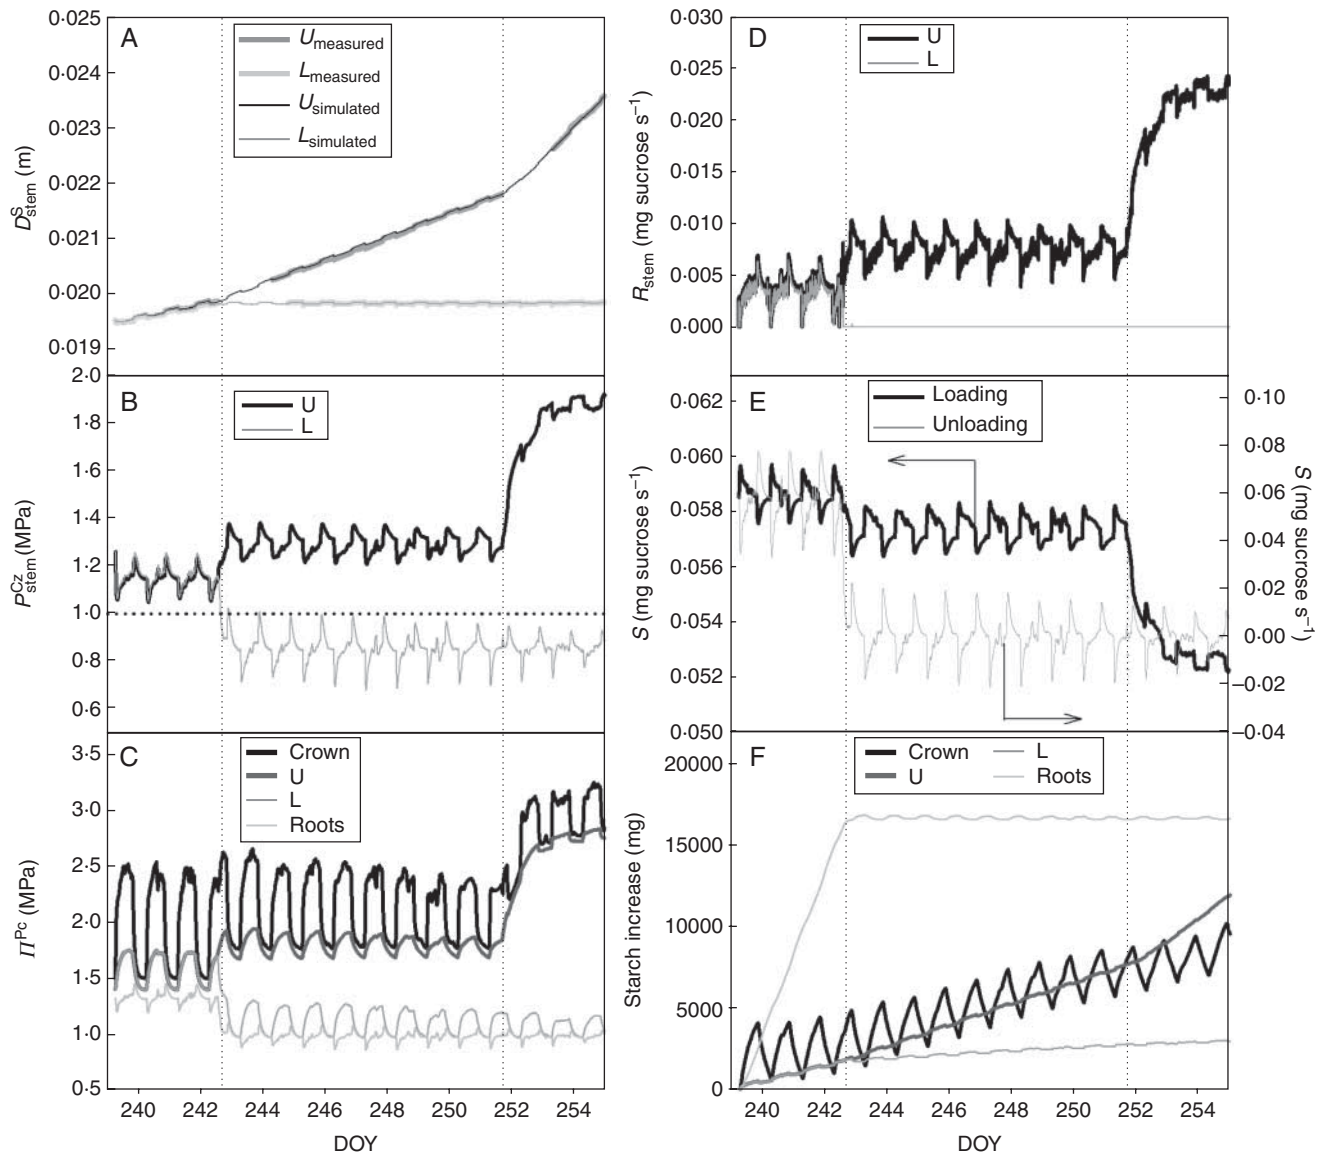 A
U measured
L measured
U simulated
L simulated
0·025
0·024
0·023
0·022
0·021
0·020
0·019
D^S_stem (m)
B
U
L
2·0
1·8
1·6
1·4
1·2
1·0
0·8
0·6
P^Cz_stem (MPa)
C
Crown
U
L
Roots
3·5
3·0
2·5
2·0
1·5
1·0
0·5
Π^Pc (MPa)
240 242 244 246 248 250 252 254
DOY
D
U
L
0·030
0·025
0·020
0·015
0·010
0·005
0·000
R_stem (mg sucrose s⁻¹)
E
Loading
Unloading
0·062
0·060
0·058
0·056
0·054
0·052
0·050
S (mg sucrose s⁻¹)
0·10
0·08
0·06
0·04
0·02
0·00
−0·02
−0·04
S (mg sucrose s⁻¹)
F
Crown L
U Roots
20000
15000
10000
5000
0
Starch increase (mg)
240 242 244 246 248 250 252 254
DOY